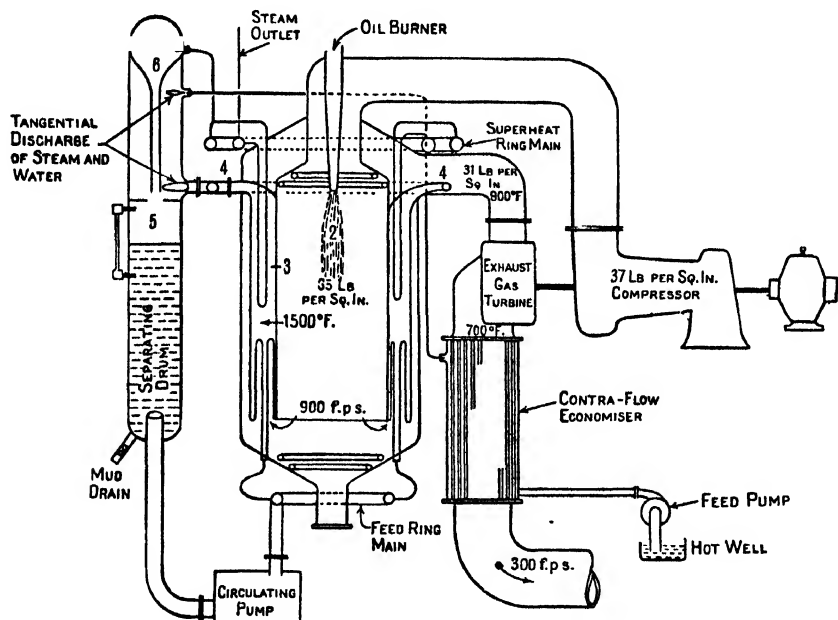 STEAM
OUTLET
OIL BURNER
6
TANGENTIAL
DISCHARGE
OF STEAM AND
WATER
SUPERHEAT
RING MAIN
4
4
31 LB PER
SQ. IN
800°F
5
2
3
35 LB
PER SQ. IN.
EXHAUST
GAS
TURBINE
37 LB PER SQ. IN.
COMPRESSOR
1500°F.
700°F.
SEPARATING
DRUM
900 f.p.s.
CONTRA-FLOW
ECONOMISER
MUD
DRAIN
FEED RING
MAIN
FEED PUMP
HOT WELL
300 f.p.s.
CIRCULATING
PUMP